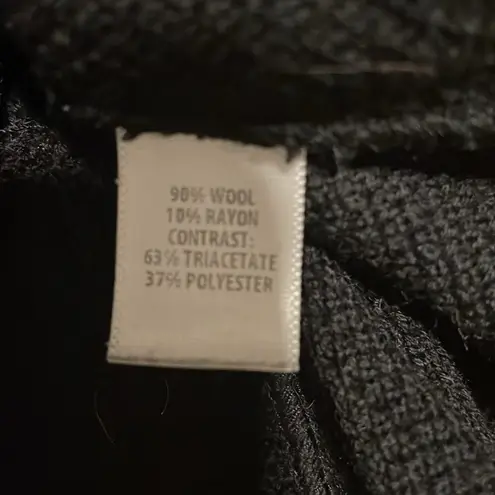 90% WOOL
10% RAYON
CONTRAST:
63% TRIACETATE
37% POLYESTER